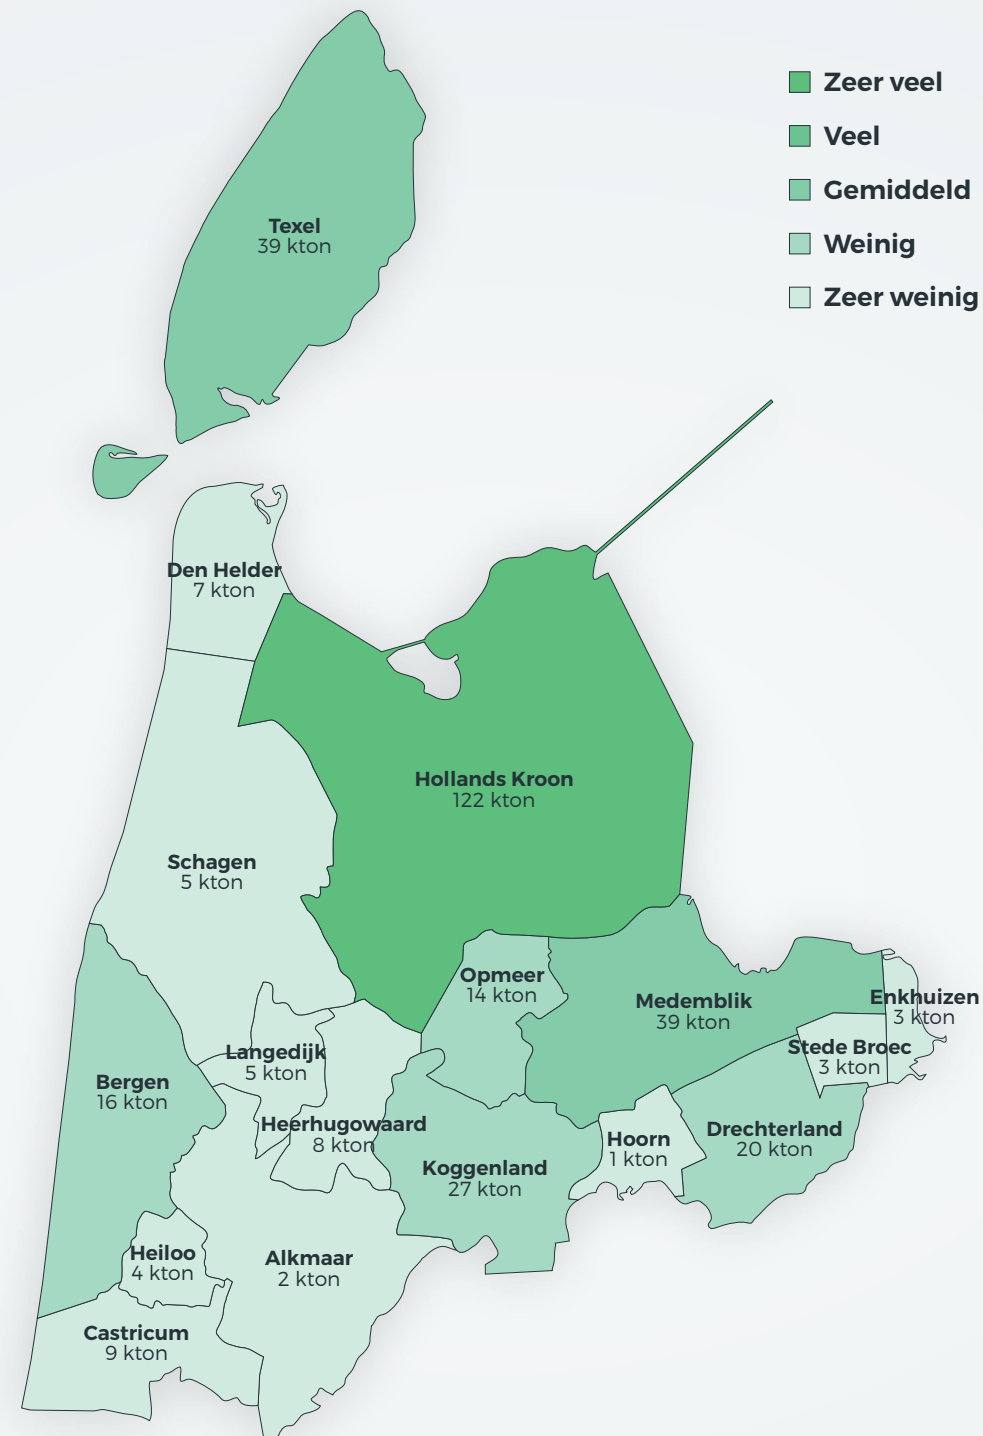 Zeer veel
Veel
Gemiddeld
Weinig
Zeer weinig
Texel
39 kton
Den Helder
7 kton
Hollands Kroon
122 kton
Schagen
5 kton
Opmeer
14 kton
Medemblik
39 kton
Enkhuizen
3 kton
Stede Broec
3 kton
Langedijk
5 kton
Bergen
16 kton
Heerhugowaard
8 kton
Hoorn
1 kton
Drechterland
20 kton
Koggenland
27 kton
Heiloo
4 kton
Alkmaar
2 kton
Castricum
9 kton